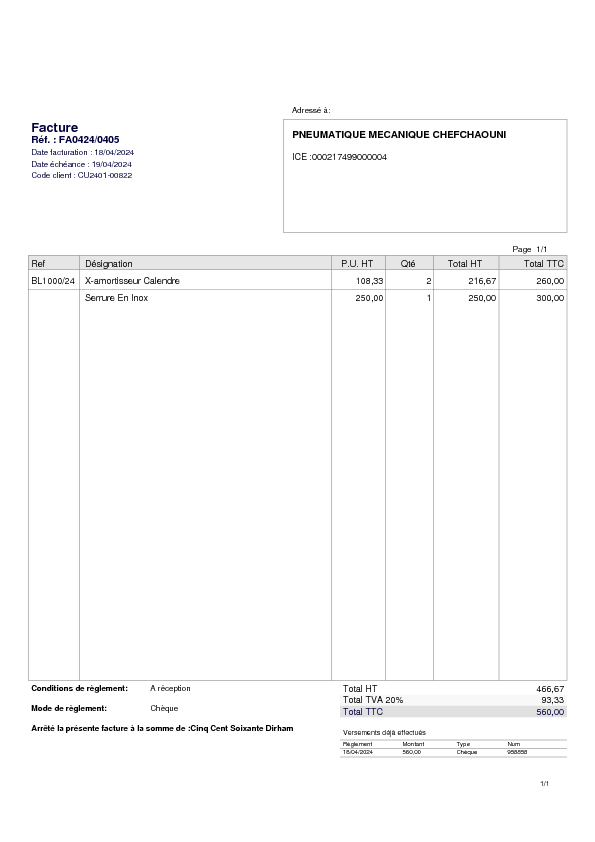 Adressé à:
Facture
Réf. : FA0424/0405
Date facturation : 18/04/2024
Date échéance : 19/04/2024
Code client : CU2401-00822
PNEUMATIQUE MECANIQUE CHEFCHAOUNI
ICE :000217499000004
Page 1/1
Ref Désignation P.U. HT Qté Total HT Total TTC
BL1000/24 X-amortisseur Calendre 108,33 2 216,67 260,00
Serrure En Inox 250,00 1 250,00 300,00
Conditions de règlement: A réception
Mode de règlement: Chèque
Arrêté la présente facture à la somme de :Cinq Cent Soixante Dirham
Total HT 466,67
Total TVA 20% 93,33
Total TTC 560,00
Versements déjà effectués
Règlement Montant Type Num
18/04/2024 560,00 Chèque
1/1